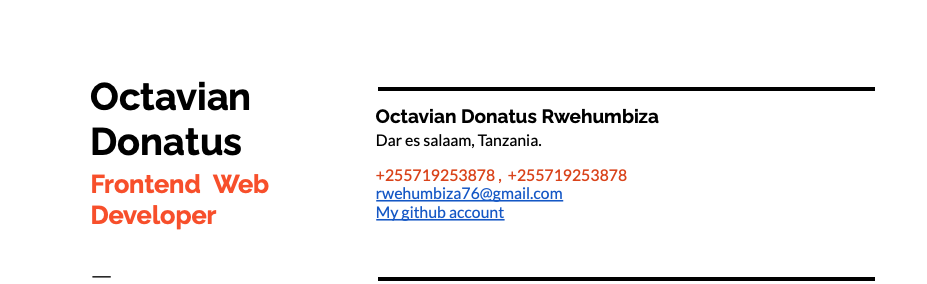 Octavian
Donatus
Frontend Web
Developer
—
Octavian Donatus Rwehumbiza
Dar es salaam, Tanzania.
+255719253878 , +255719253878
rwehumbiza76@gmail.com
My github account